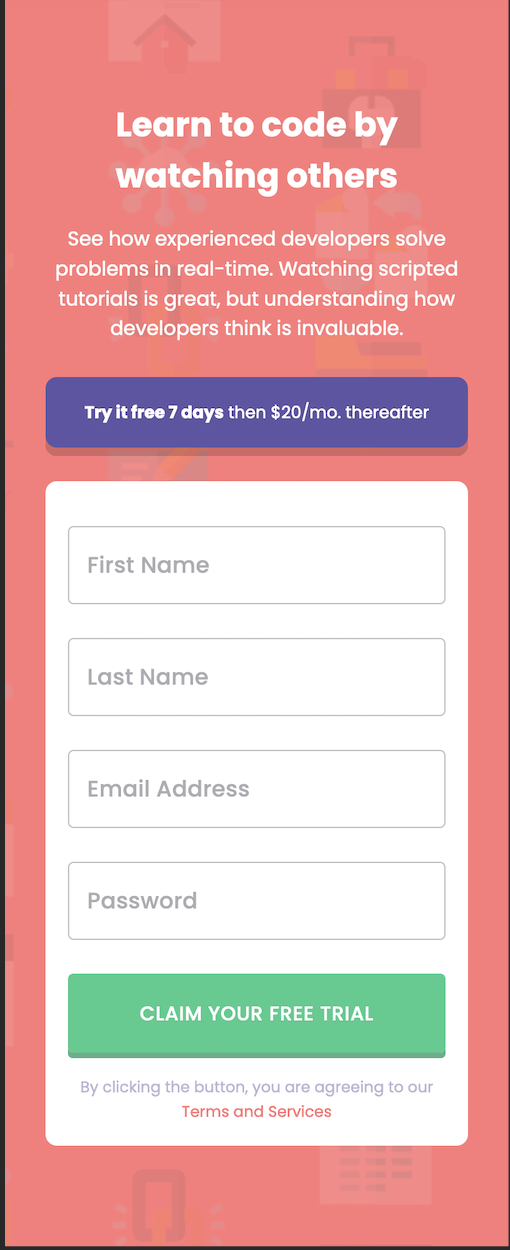 Learn to code by
watching others
See how experienced developers solve
problems in real-time. Watching scripted
tutorials is great, but understanding how
developers think is invaluable.
Try it free 7 days then $20/mo. thereafter
First Name
Last Name
Email Address
Password
CLAIM YOUR FREE TRIAL
By clicking the button, you are agreeing to our
Terms and Services